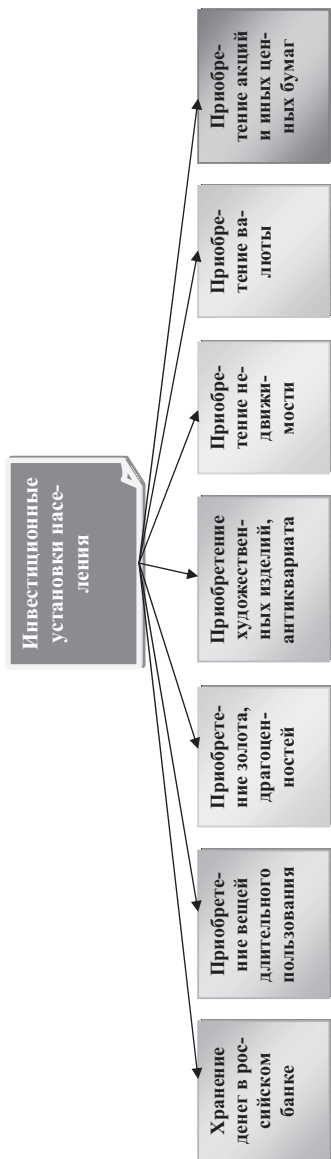 Инвестиционные
установки насе-
ления
Хранение
денег в рос-
сийском
банке
Приобрете-
ние вещей
длительного
пользования
Приобрете-
ние золота,
драгоцен-
ностей
Приобретение
художествен-
ных изделий,
антиквариата
Приобре-
тение не-
движи-
мости
Приобре-
тение ва-
люты
Приобре-
тение акций
и иных цен-
ных бумаг